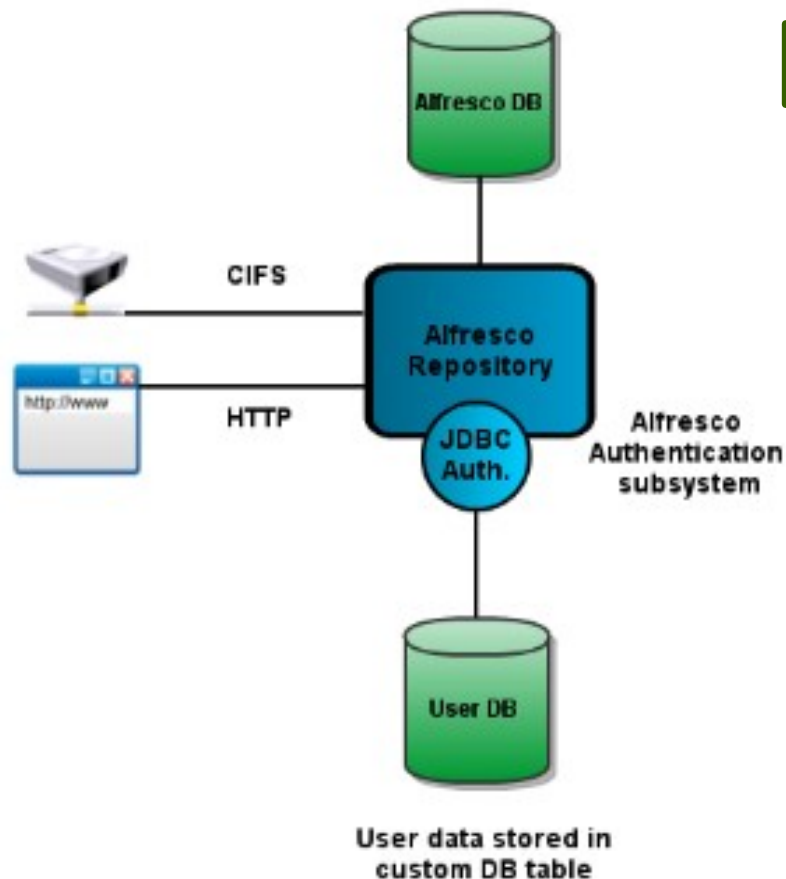 Alfresco DB
CIFS
Alfresco
Repository
http://www
HTTP
JDBC
Auth.
Alfresco
Authentication
subsystem
User DB
User data stored in
custom DB table